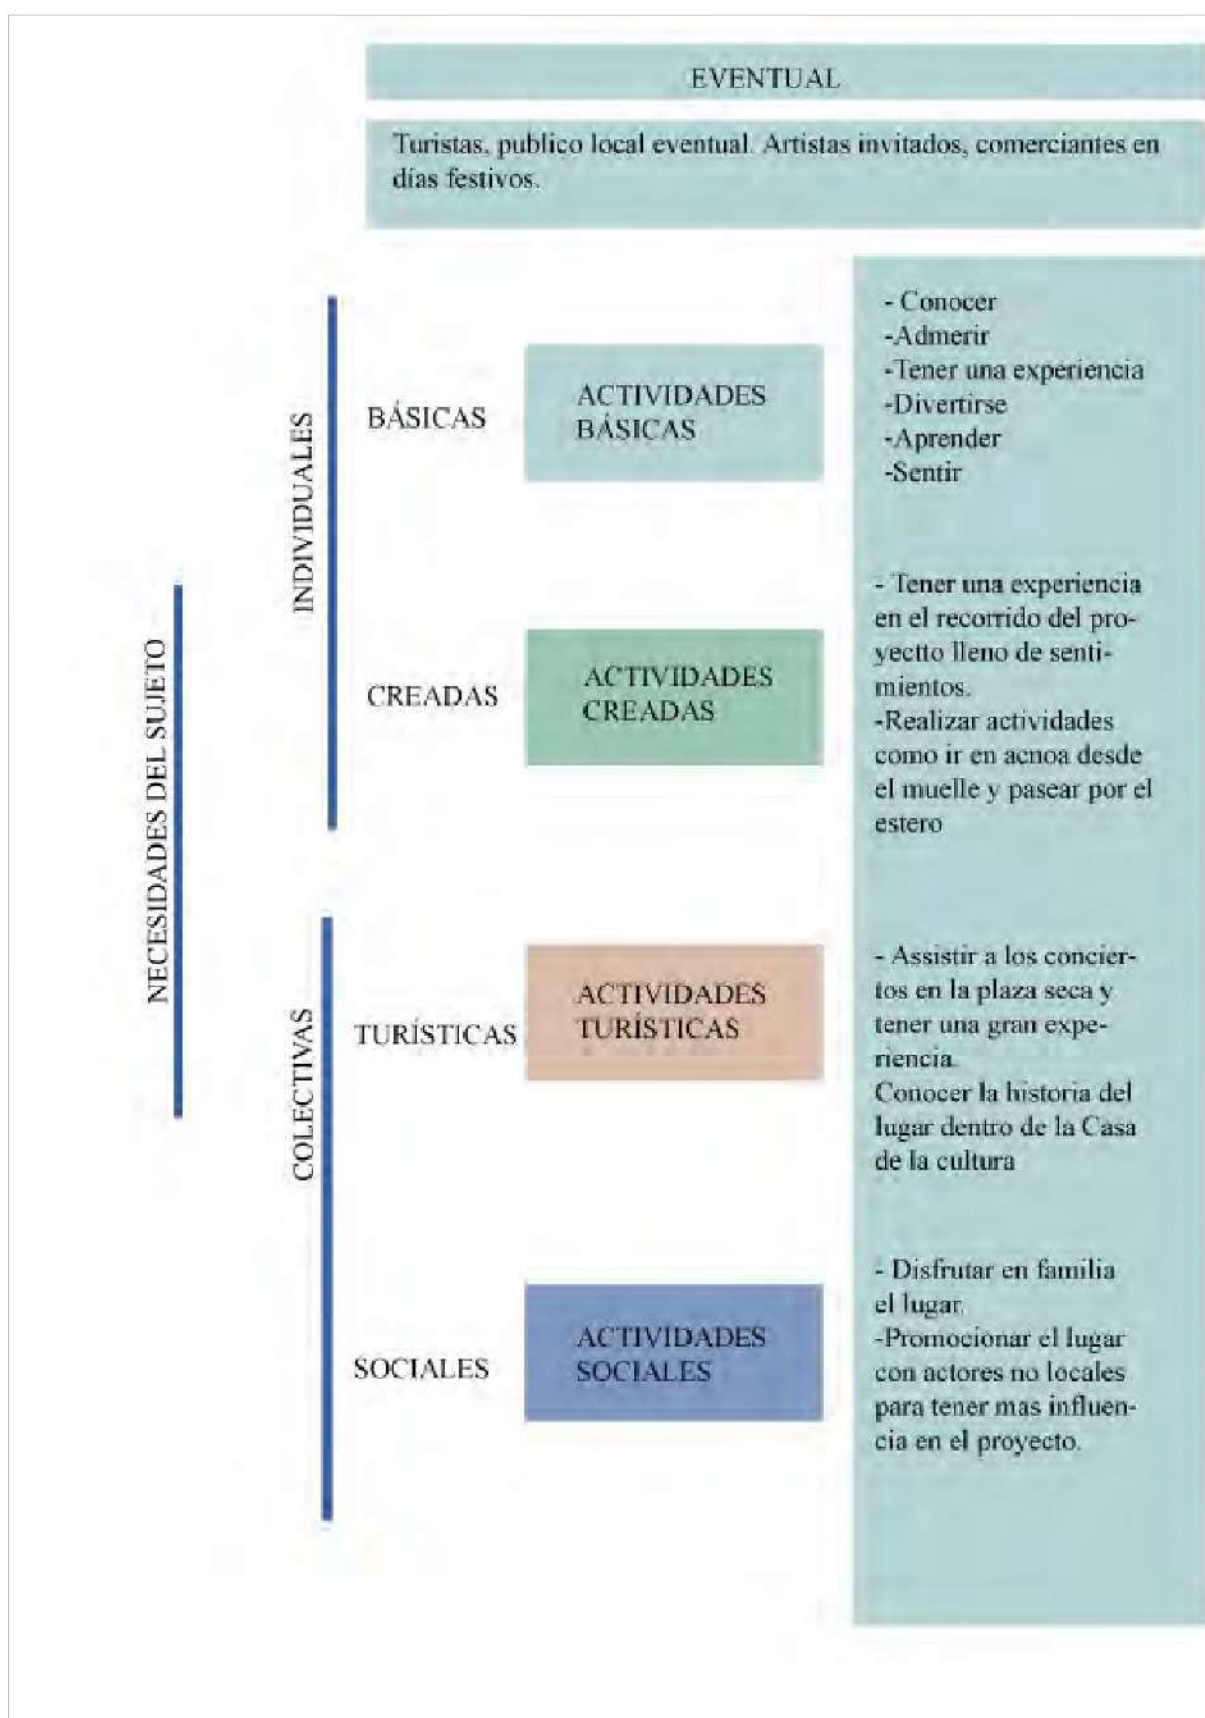 EVENTUAL
Turistas, publico local eventual. Artistas invitados, comerciantes en
días festivos.
NECESIDADES DEL SUJETO
INDIVIDUALES
BÁSICAS
ACTIVIDADES
BÁSICAS
- Conocer
-Admerir
-Tener una experiencia
-Divertirse
-Aprender
-Sentir
CREADAS
ACTIVIDADES
CREADAS
- Tener una experiencia
en el recorrido del pro-
yectto lleno de senti-
mientos.
-Realizar actividades
como ir en acnoa desde
el muelle y pasear por el
estero
COLECTIVAS
TURÍSTICAS
ACTIVIDADES
TURÍSTICAS
- Assistir a los concier-
tos en la plaza seca y
tener una gran expe-
riencia.
Conocer la historia del
lugar dentro de la Casa
de la cultura
SOCIALES
ACTIVIDADES
SOCIALES
- Disfrutar en familia
el lugar.
-Promocionar el lugar
con actores no locales
para tener mas influen-
cia en el proyecto.